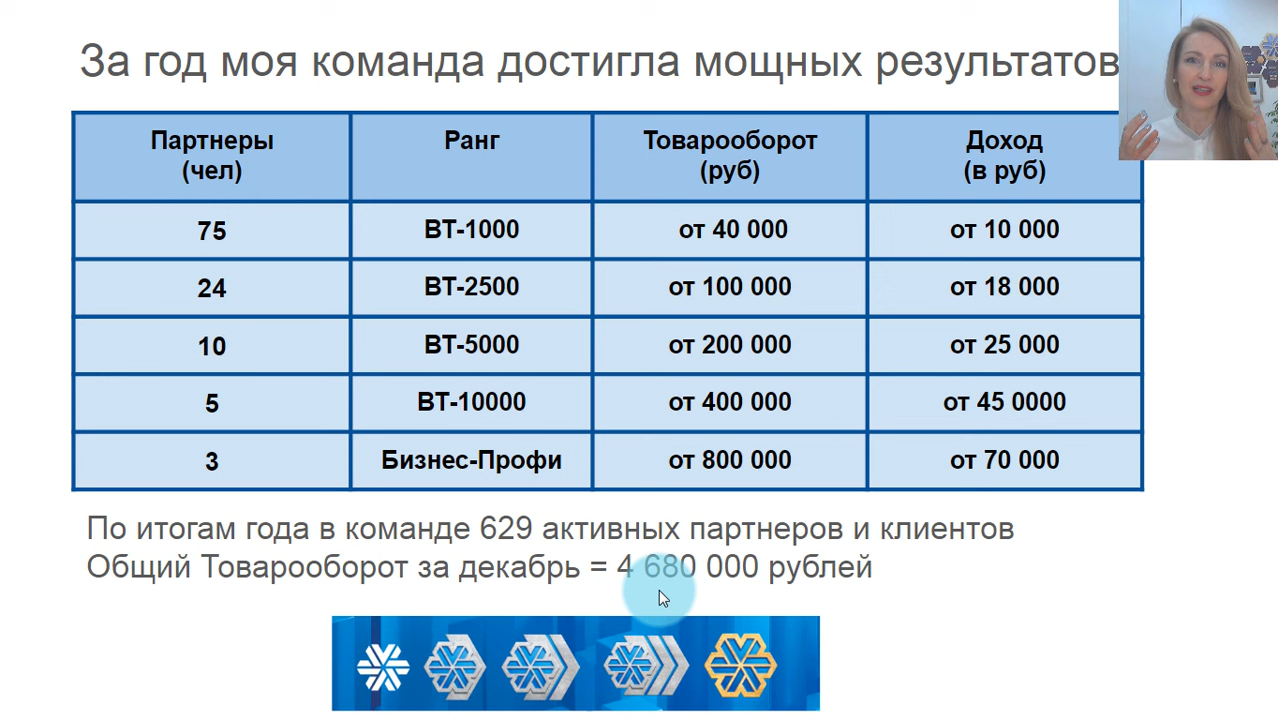 За год моя команда достигла мощных результатов
Партнеры (чел) Ранг Товарооборот (руб) Доход (в руб)
75 ВТ-1000 от 40 000 от 10 000
24 ВТ-2500 от 100 000 от 18 000
10 ВТ-5000 от 200 000 от 25 000
5 ВТ-10000 от 400 000 от 45 0000
3 Бизнес-Профи от 800 000 от 70 000
По итогам года в команде 629 активных партнеров и клиентов
Общий Товарооборот за декабрь = 4 680 000 рублей